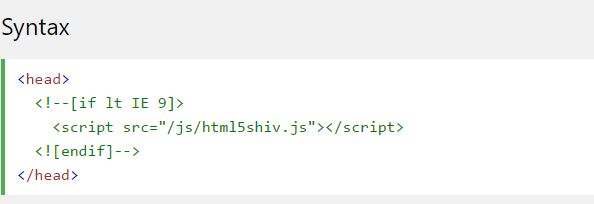 Syntax
<head>
<!--[if lt IE 9]>
<script src="/js/html5shiv.js"></script>
<![endif]-->
</head>